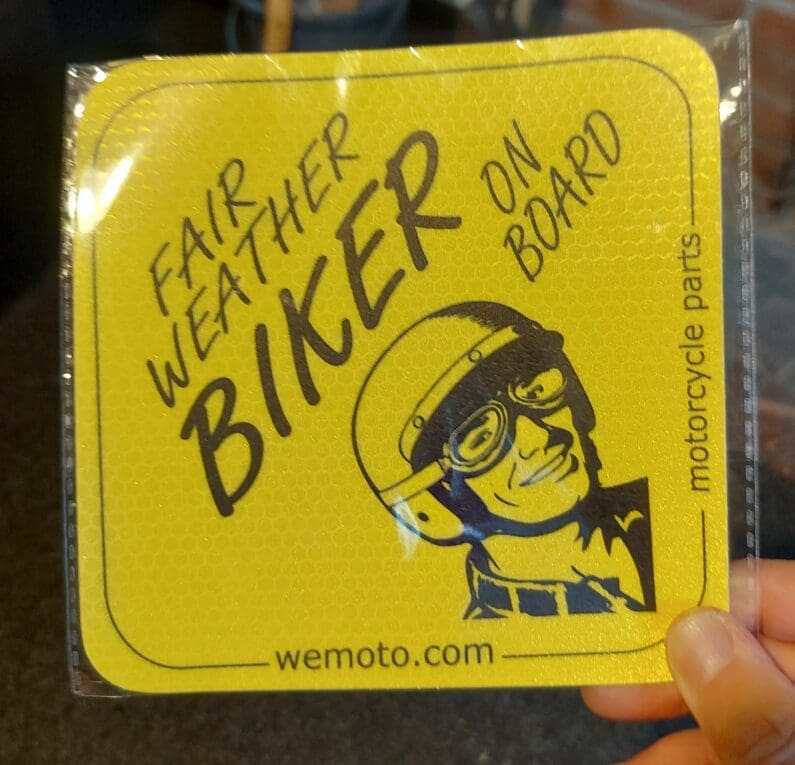 FAIR
WEATHER
BIKER
ON
BOARD
motorcycle parts
wemoto.com